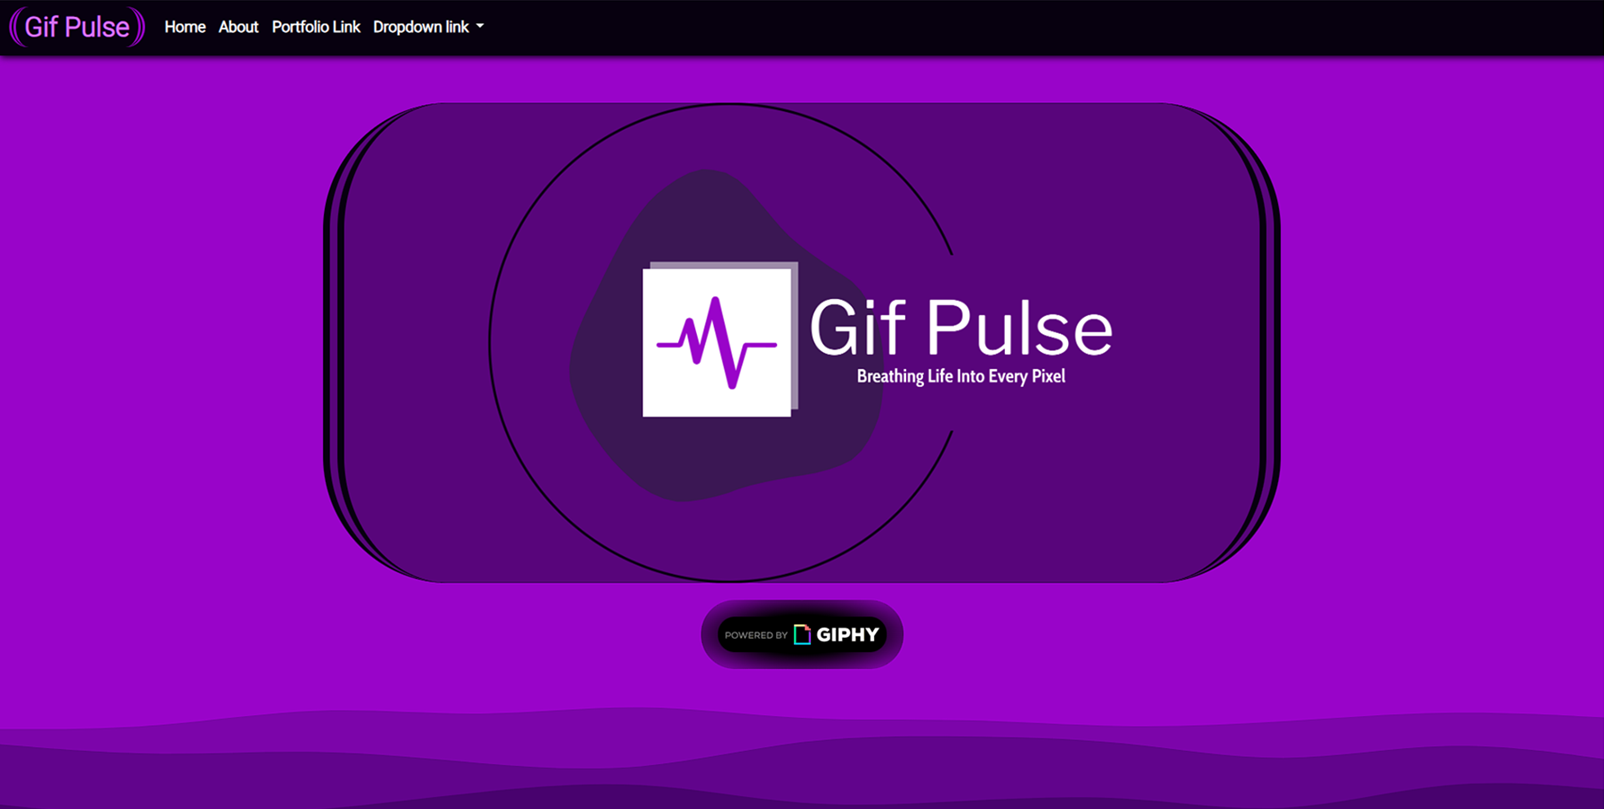 Gif Pulse Home About Portfolio Link Dropdown link
Gif Pulse
Breathing Life Into Every Pixel
POWERED BY GIPHY